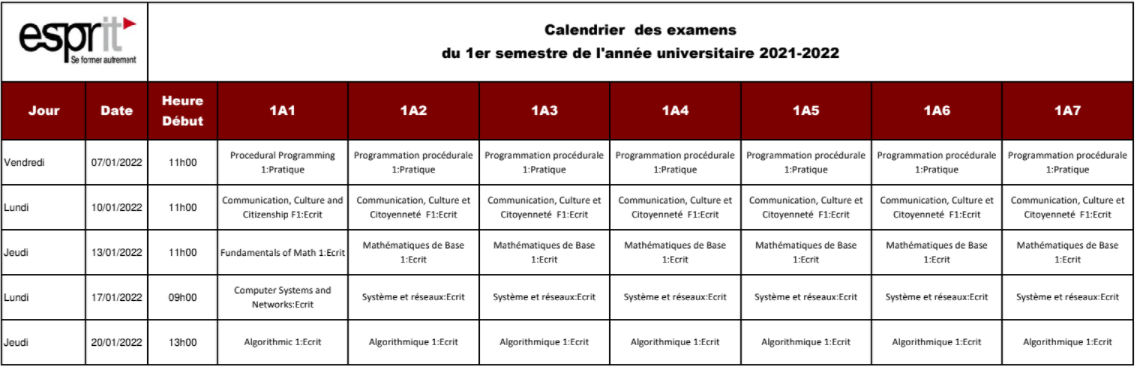 esprit
Se former autrement
Calendrier des examens
du 1er semestre de l'année universitaire 2021-2022
Jour Date Heure Début 1A1 1A2 1A3 1A4 1A5 1A6 1A7
Vendredi 07/01/2022 11h00 Procedural Programming 1:Pratique Programmation procédurale 1:Pratique Programmation procédurale 1:Pratique Programmation procédurale 1:Pratique Programmation procédurale 1:Pratique Programmation procédurale 1:Pratique Programmation procédurale 1:Pratique
Lundi 10/01/2022 11h00 Communication, Culture and Citizenship F1:Ecrit Communication, Culture et Citoyenneté F1:Ecrit Communication, Culture et Citoyenneté F1:Ecrit Communication, Culture et Citoyenneté F1:Ecrit Communication, Culture et Citoyenneté F1:Ecrit Communication, Culture et Citoyenneté F1:Ecrit Communication, Culture et Citoyenneté F1:Ecrit
Jeudi 13/01/2022 11h00 Fundamentals of Math 1:Ecrit Mathématiques de Base 1:Ecrit Mathématiques de Base 1:Ecrit Mathématiques de Base 1:Ecrit Mathématiques de Base 1:Ecrit Mathématiques de Base 1:Ecrit Mathématiques de Base 1:Ecrit
Lundi 17/01/2022 09h00 Computer Systems and Networks:Ecrit Système et réseaux:Ecrit Système et réseaux:Ecrit Système et réseaux:Ecrit Système et réseaux:Ecrit Système et réseaux:Ecrit Système et réseaux:Ecrit
Jeudi 20/01/2022 13h00 Algorithmic 1:Ecrit Algorithmique 1:Ecrit Algorithmique 1:Ecrit Algorithmique 1:Ecrit Algorithmique 1:Ecrit Algorithmique 1:Ecrit Algorithmique 1:Ecrit